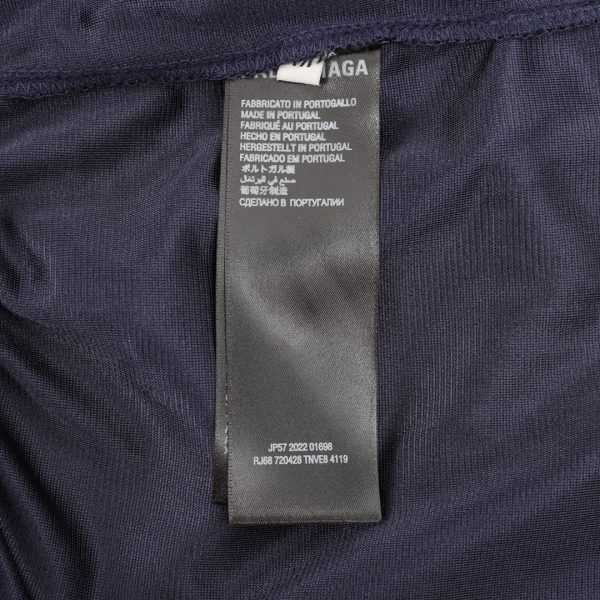 FABBRICATO IN PORTOGALLO
MADE IN PORTUGAL
FABRIQUÉ AU PORTUGAL
HECHO EN PORTUGAL
HERGESTELLT IN PORTUGAL
FABRICADO EM PORTUGAL
ポルトガル製
صنع في البرتغال
葡萄牙制造
СДЕЛАНО В ПОРТУГАЛИИ
JP57 2022 01698
RJ68 720428 TNVE8 4119